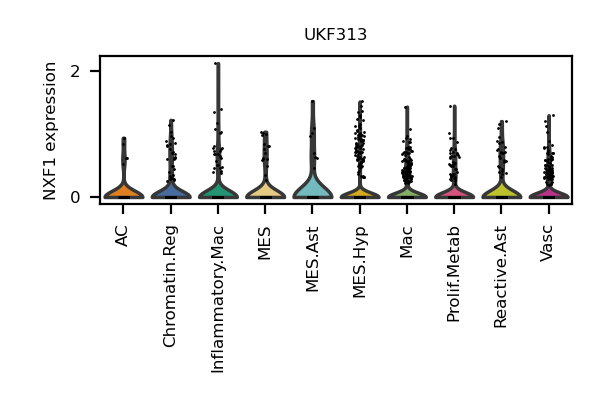 UKF313
NXF1 expression
2
0
AC
Chromatin.Reg
Inflammatory.Mac
MES
MES.Ast
MES.Hyp
Mac
Prolif.Metab
Reactive.Ast
Vasc